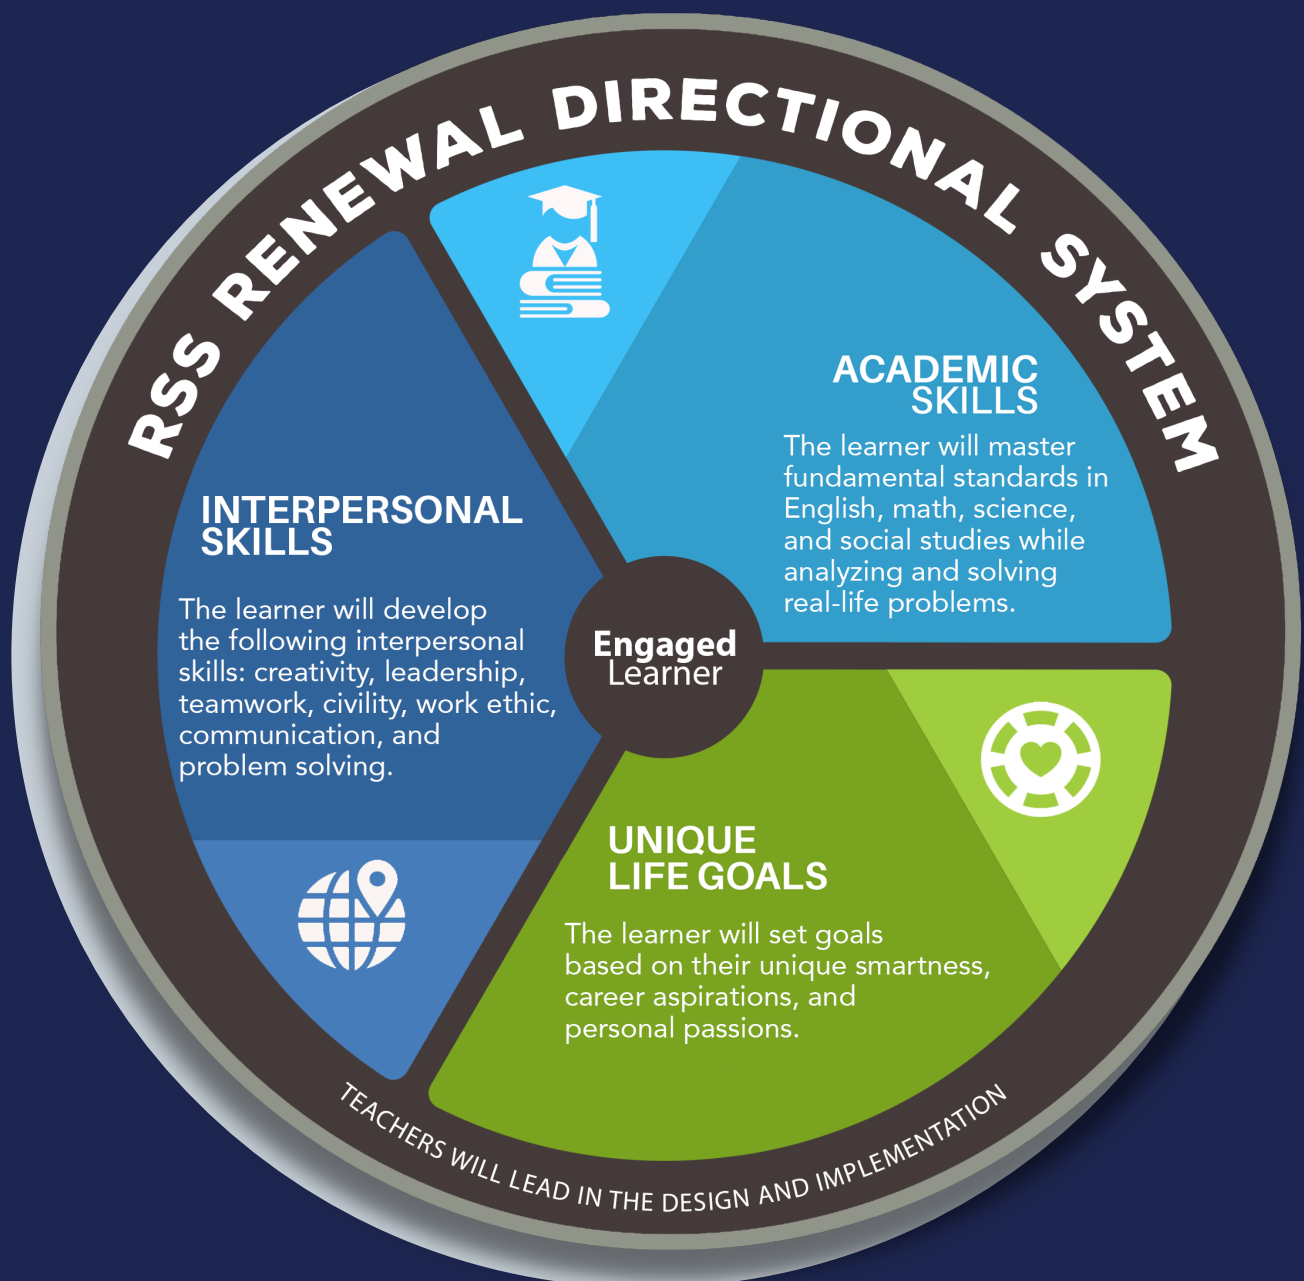 RSS RENEWAL DIRECTIONAL SYSTEM
ACADEMIC
SKILLS
The learner will master
fundamental standards in
English, math, science,
and social studies while
analyzing and solving
real-life problems.
INTERPERSONAL
SKILLS
The learner will develop
the following interpersonal
skills: creativity, leadership,
teamwork, civility, work ethic,
communication, and
problem solving.
Engaged
Learner
UNIQUE
LIFE GOALS
The learner will set goals
based on their unique smartness,
career aspirations, and
personal passions.
TEACHERS WILL LEAD IN THE DESIGN AND IMPLEMENTATION